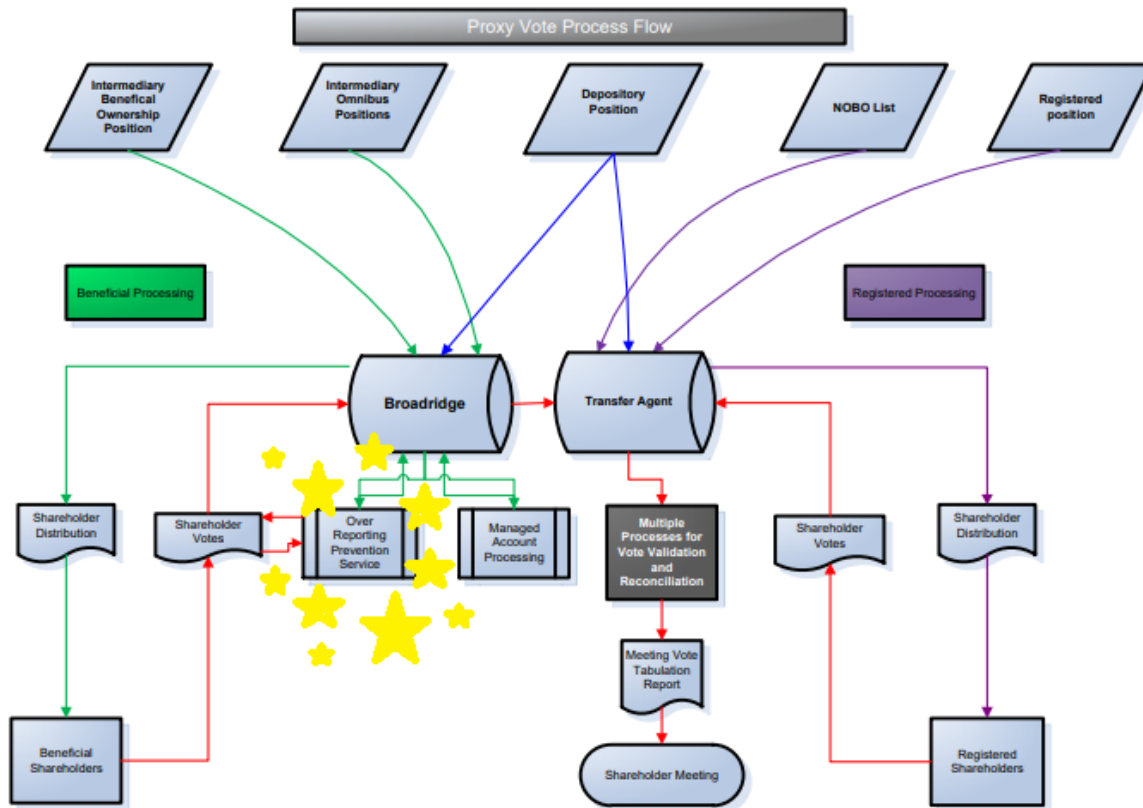 Proxy Vote Process Flow
Intermediary
Benefical
Ownership
Position
Intermediary
Omnibus
Positions
Depository
Position
NOBO List
Registered
position
Beneficial Processing
Registered Processing
Broadridge
Transfer Agent
Shareholder
Distribution
Shareholder
Votes
Over
Reporting
Prevention
Service
Managed
Account
Processing
Multiple
Processes for
Vote Validation
and
Reconciliation
Shareholder
Votes
Shareholder
Distribution
Meeting Vote
Tabulation
Report
Beneficial
Shareholders
Shareholder Meeting
Registered
Shareholders